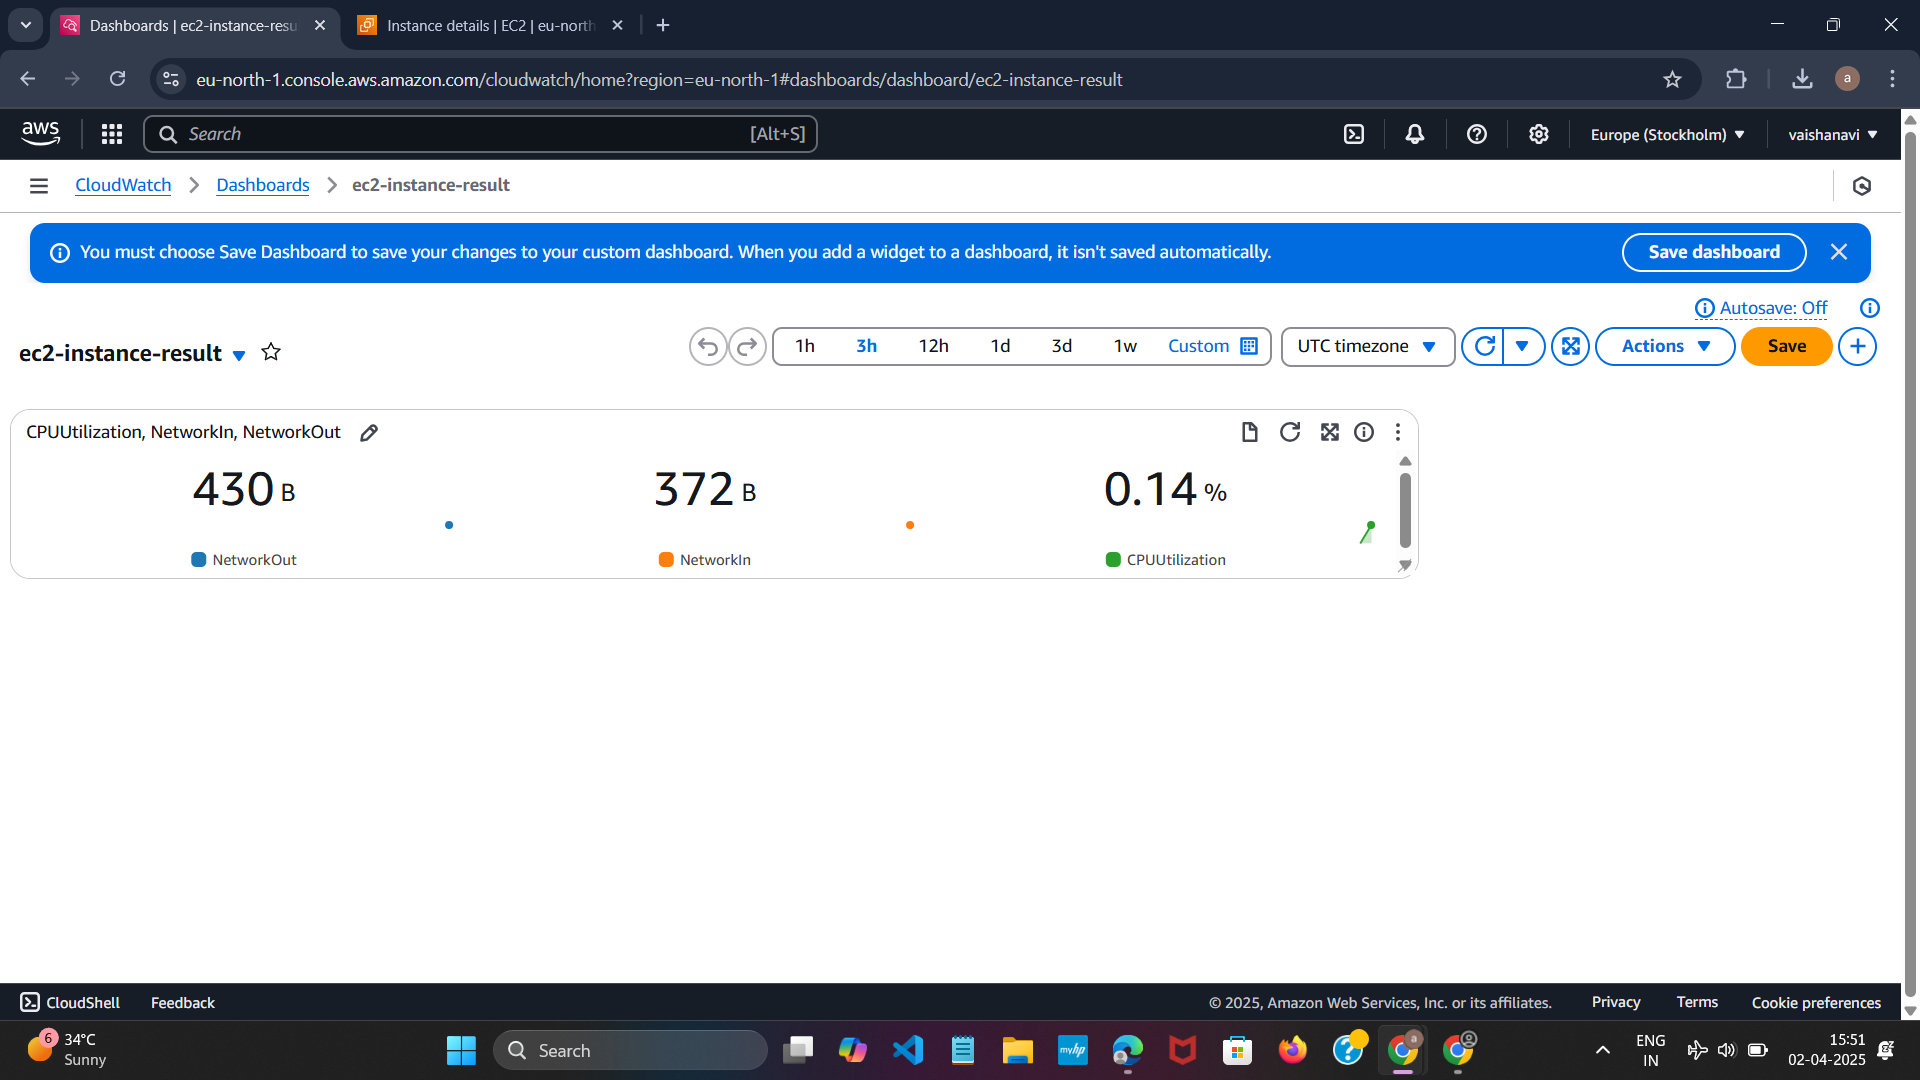 Dashboards | ec2-instance-resu
Instance details | EC2 | eu-north
eu-north-1.console.aws.amazon.com/cloudwatch/home?region=eu-north-1#dashboards/dashboard/ec2-instance-result
a
aws
Search
[Alt+S]
Europe (Stockholm)
vaishanavi
CloudWatch
Dashboards
ec2-instance-result
You must choose Save Dashboard to save your changes to your custom dashboard. When you add a widget to a dashboard, it isn't saved automatically.
Save dashboard
Autosave: Off
ec2-instance-result
1h
3h
12h
1d
3d
1w
Custom
UTC timezone
Actions
Save
CPUUtilization, NetworkIn, NetworkOut
430 B
372 B
0.14 %
NetworkOut
NetworkIn
CPUUtilization
CloudShell
Feedback
© 2025, Amazon Web Services, Inc. or its affiliates.
Privacy
Terms
Cookie preferences
6
34°C
Sunny
Search
myhp
a
ENG
IN
15:51
02-04-2025